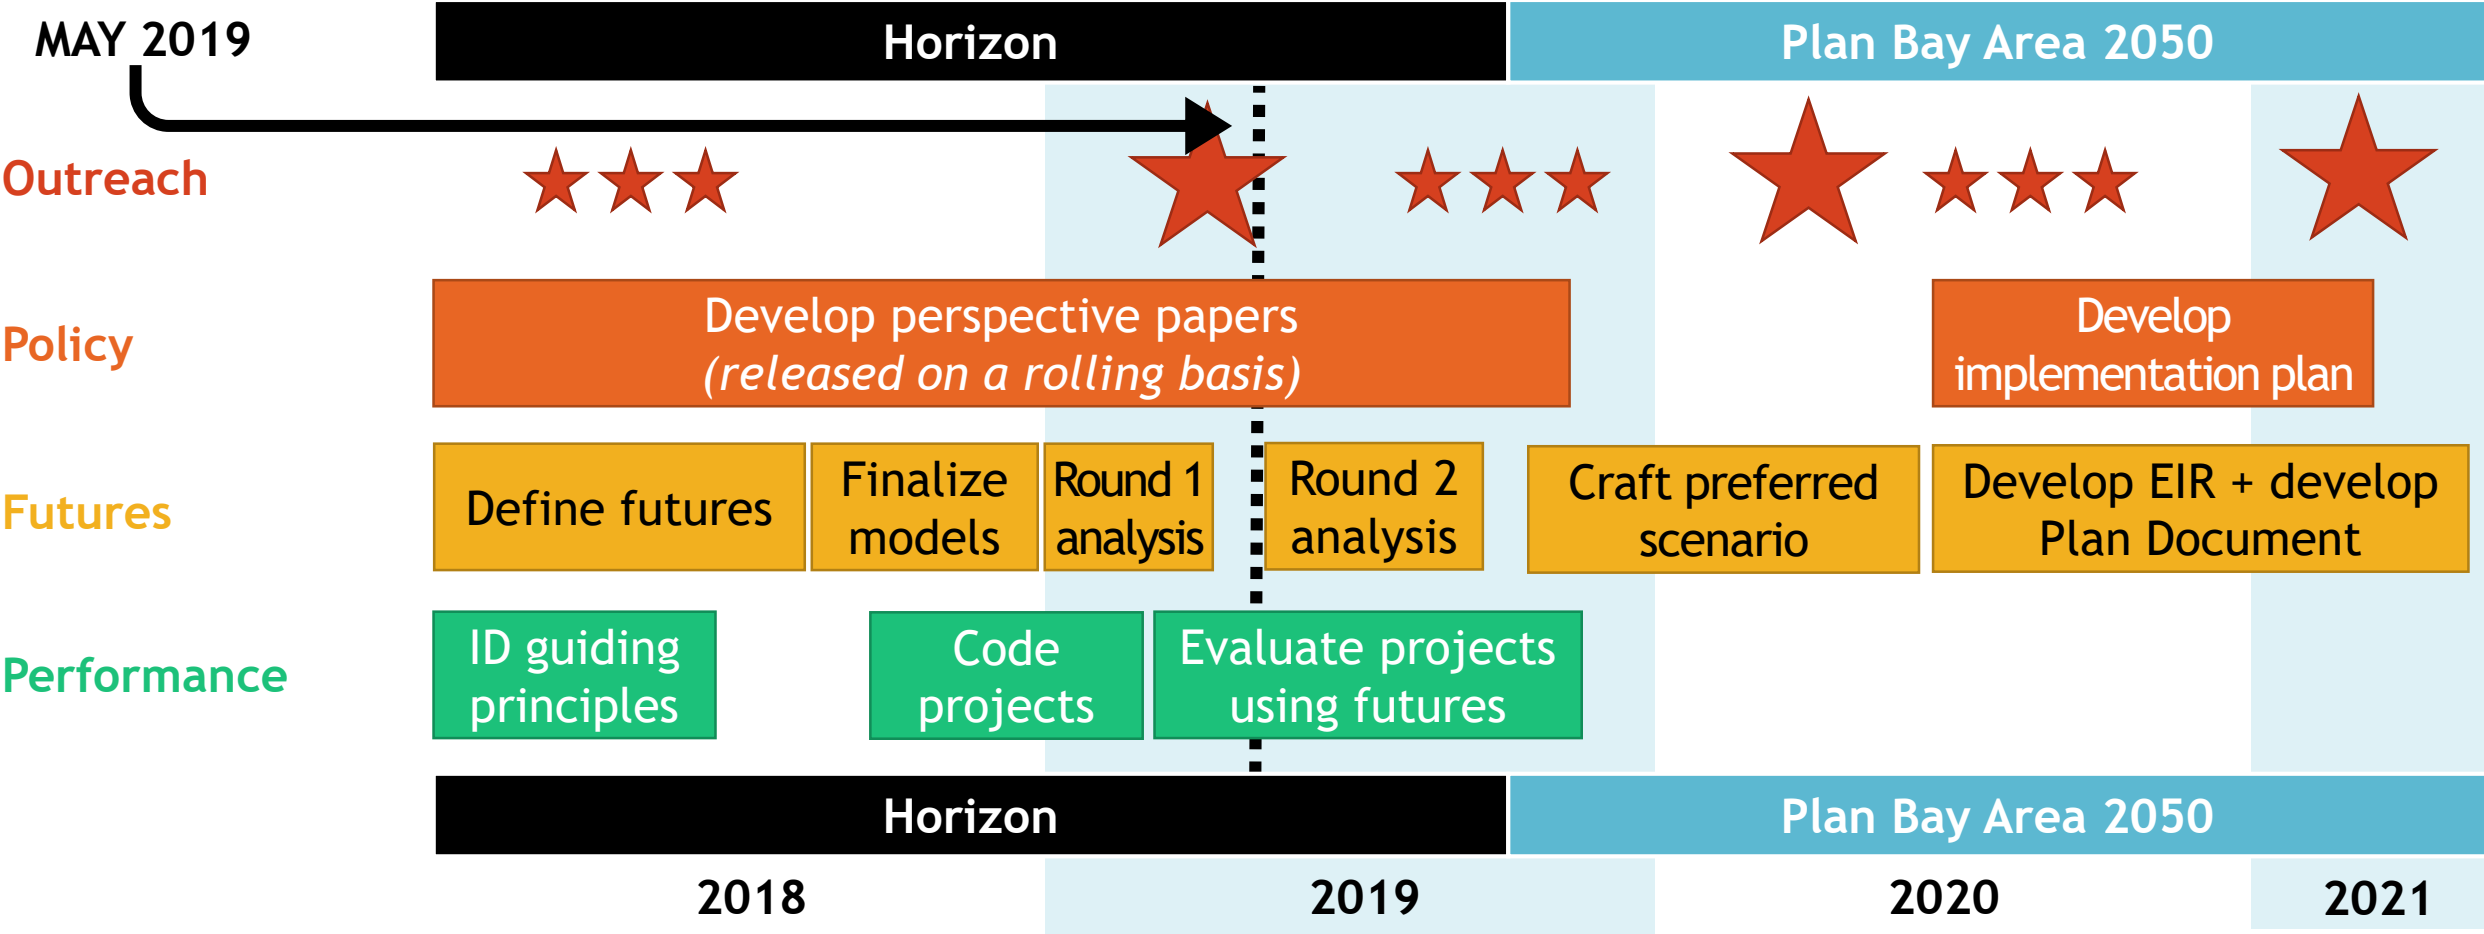 MAY 2019
Horizon
Plan Bay Area 2050
Outreach
Policy
Develop perspective papers
(released on a rolling basis)
Develop
implementation plan
Futures
Define futures
Finalize
models
Round 1
analysis
Round 2
analysis
Craft preferred
scenario
Develop EIR + develop
Plan Document
Performance
ID guiding
principles
Code
projects
Evaluate projects
using futures
Horizon
Plan Bay Area 2050
2018
2019
2020
2021